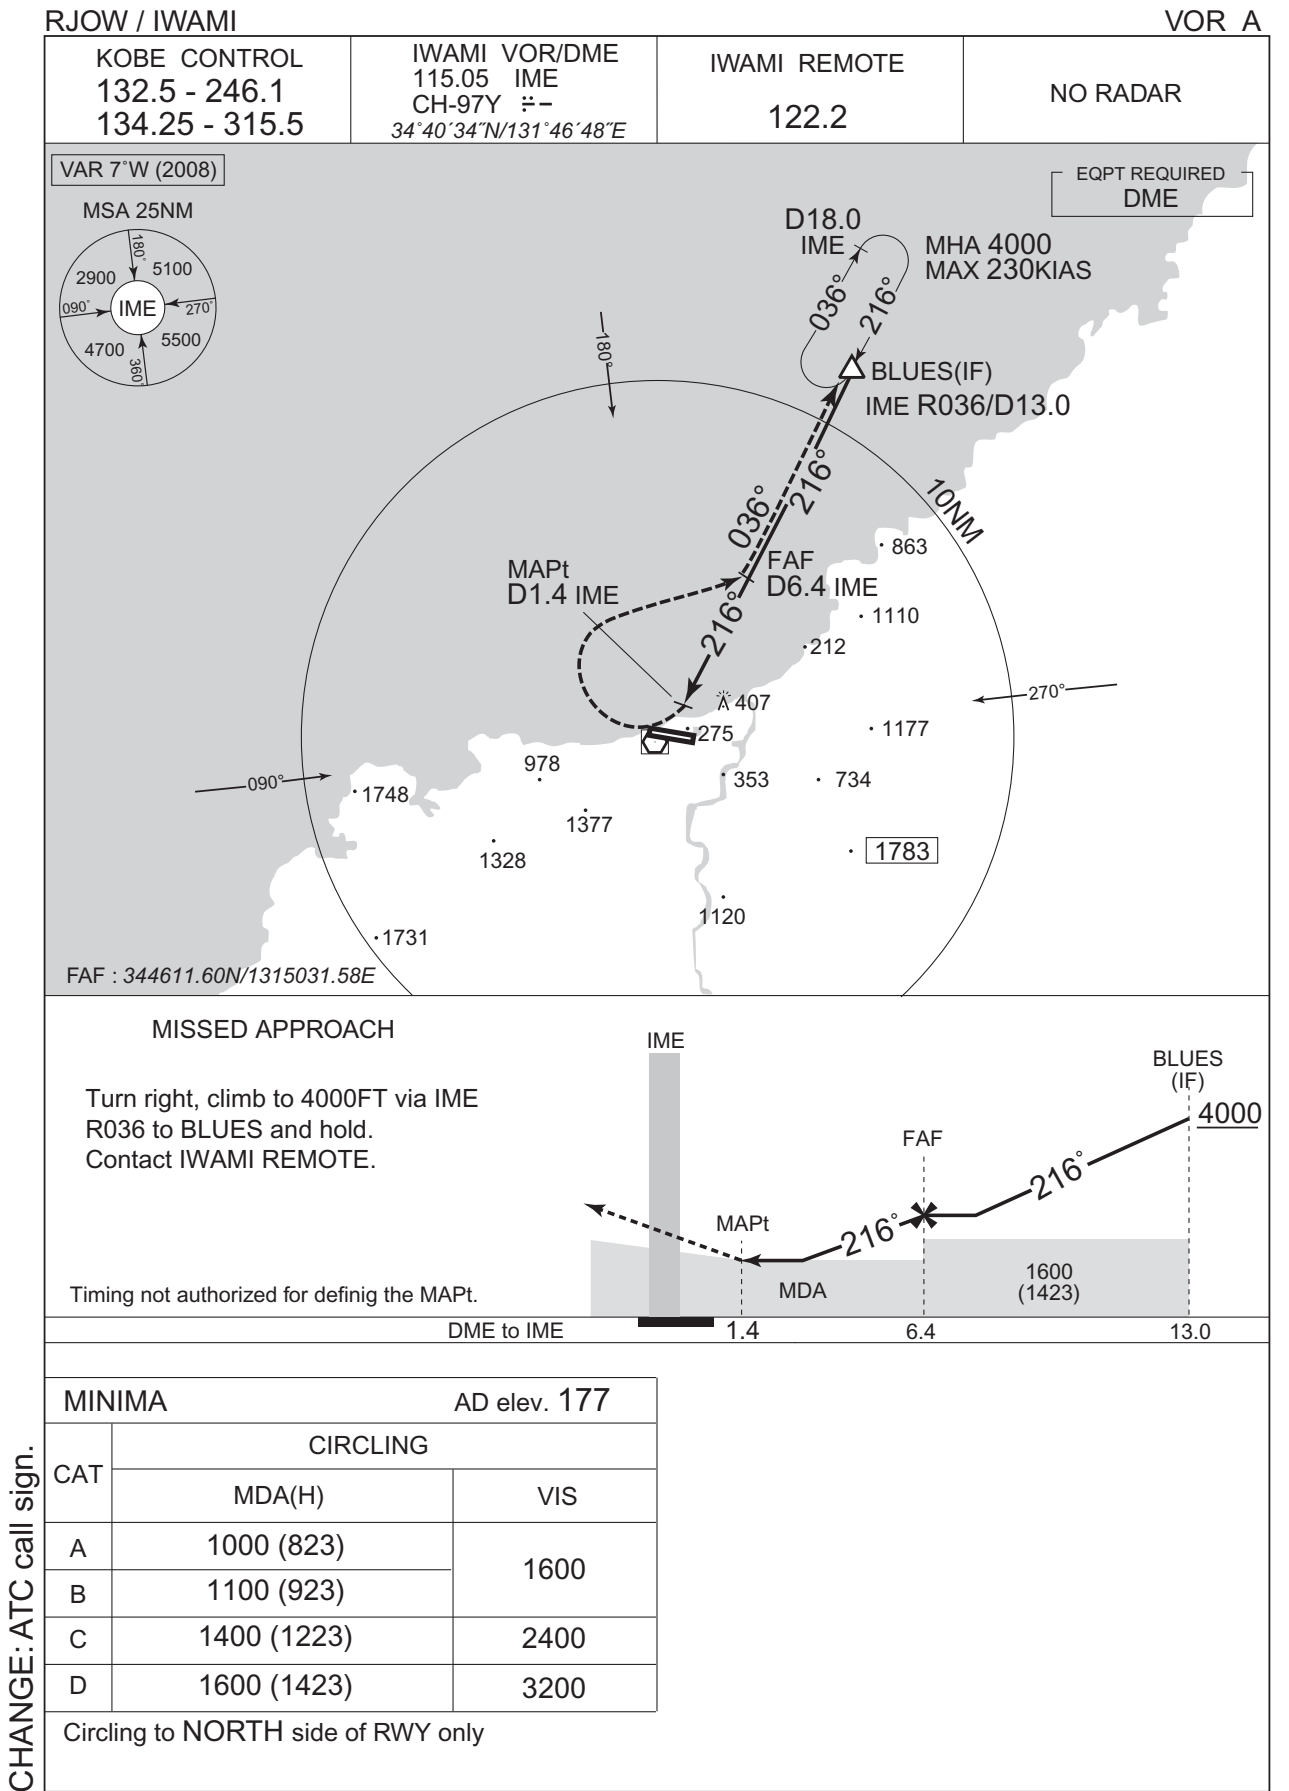 RJOW / IWAMI
VOR A
KOBE CONTROL
132.5 - 246.1
134.25 - 315.5
IWAMI VOR/DME
115.05 IME
CH-97Y
34˚40´34˝N/131˚46´48˝E
IWAMI REMOTE
122.2
NO RADAR
VAR 7˚W (2008)
MSA 25NM
180˚
2900
5100
090˚
IME
270˚
4700
5500
360˚
EQPT REQUIRED
DME
D18.0
IME
MHA 4000
MAX 230KIAS
036°
216°
180°
BLUES(IF)
IME R036/D13.0
216°
036°
10NM
863
MAPt
D1.4 IME
FAF
D6.4 IME
216°
1110
212
270°
407
275
1177
978
353
734
090°
1748
1377
1328
1783
1120
1731
FAF : 344611.60N/1315031.58E
MISSED APPROACH
Turn right, climb to 4000FT via IME
R036 to BLUES and hold.
Contact IWAMI REMOTE.
Timing not authorized for definig the MAPt.
IME
BLUES
(IF)
4000
FAF
216°
MAPt
216°
MDA
1600
(1423)
DME to IME
1.4
6.4
13.0
MINIMA
AD elev. 177
CAT
CIRCLING
MDA(H)
VIS
A
1000 (823)
1600
B
1100 (923)
C
1400 (1223)
2400
D
1600 (1423)
3200
Circling to NORTH side of RWY only
CHANGE: ATC call sign.